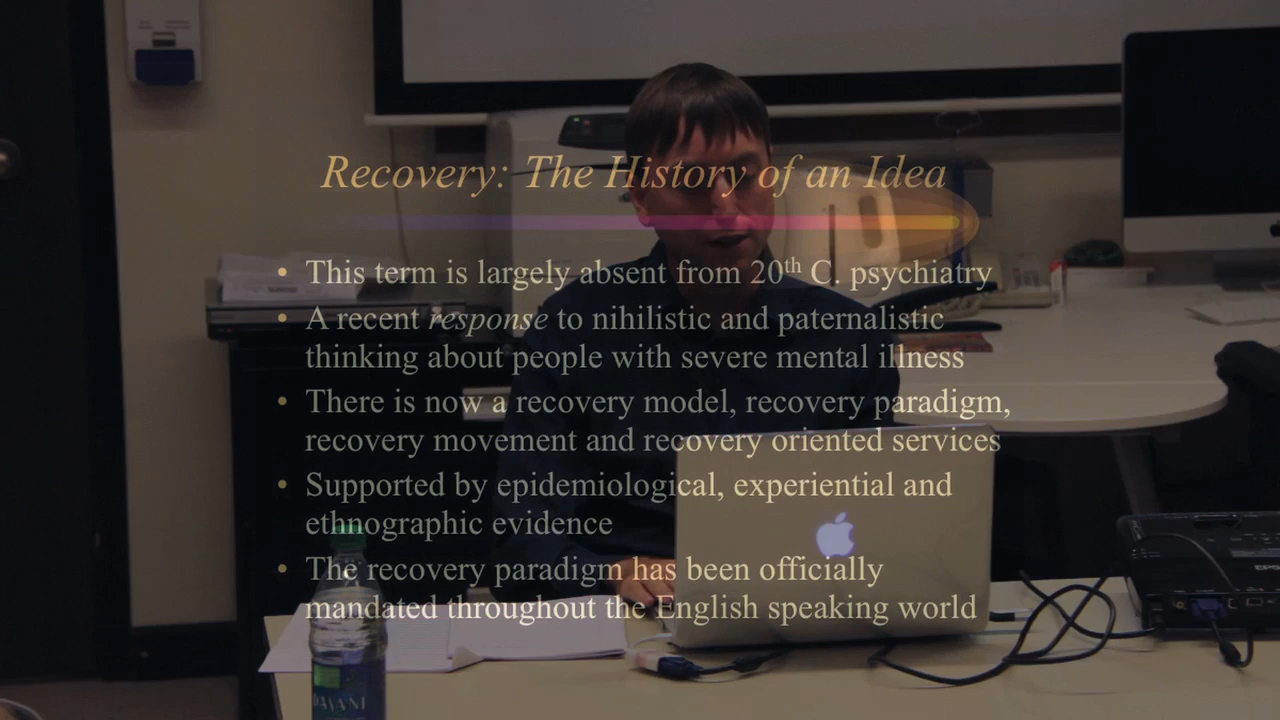 Recovery: The History of an Idea
• This term is largely absent from 20th C. psychiatry
• A recent response to nihilistic and paternalistic
thinking about people with severe mental illness
• There is now a recovery model, recovery paradigm,
recovery movement and recovery oriented services
• Supported by epidemiological, experiential and
ethnographic evidence
• The recovery paradigm has been officially
mandated throughout the English speaking world
DASANI